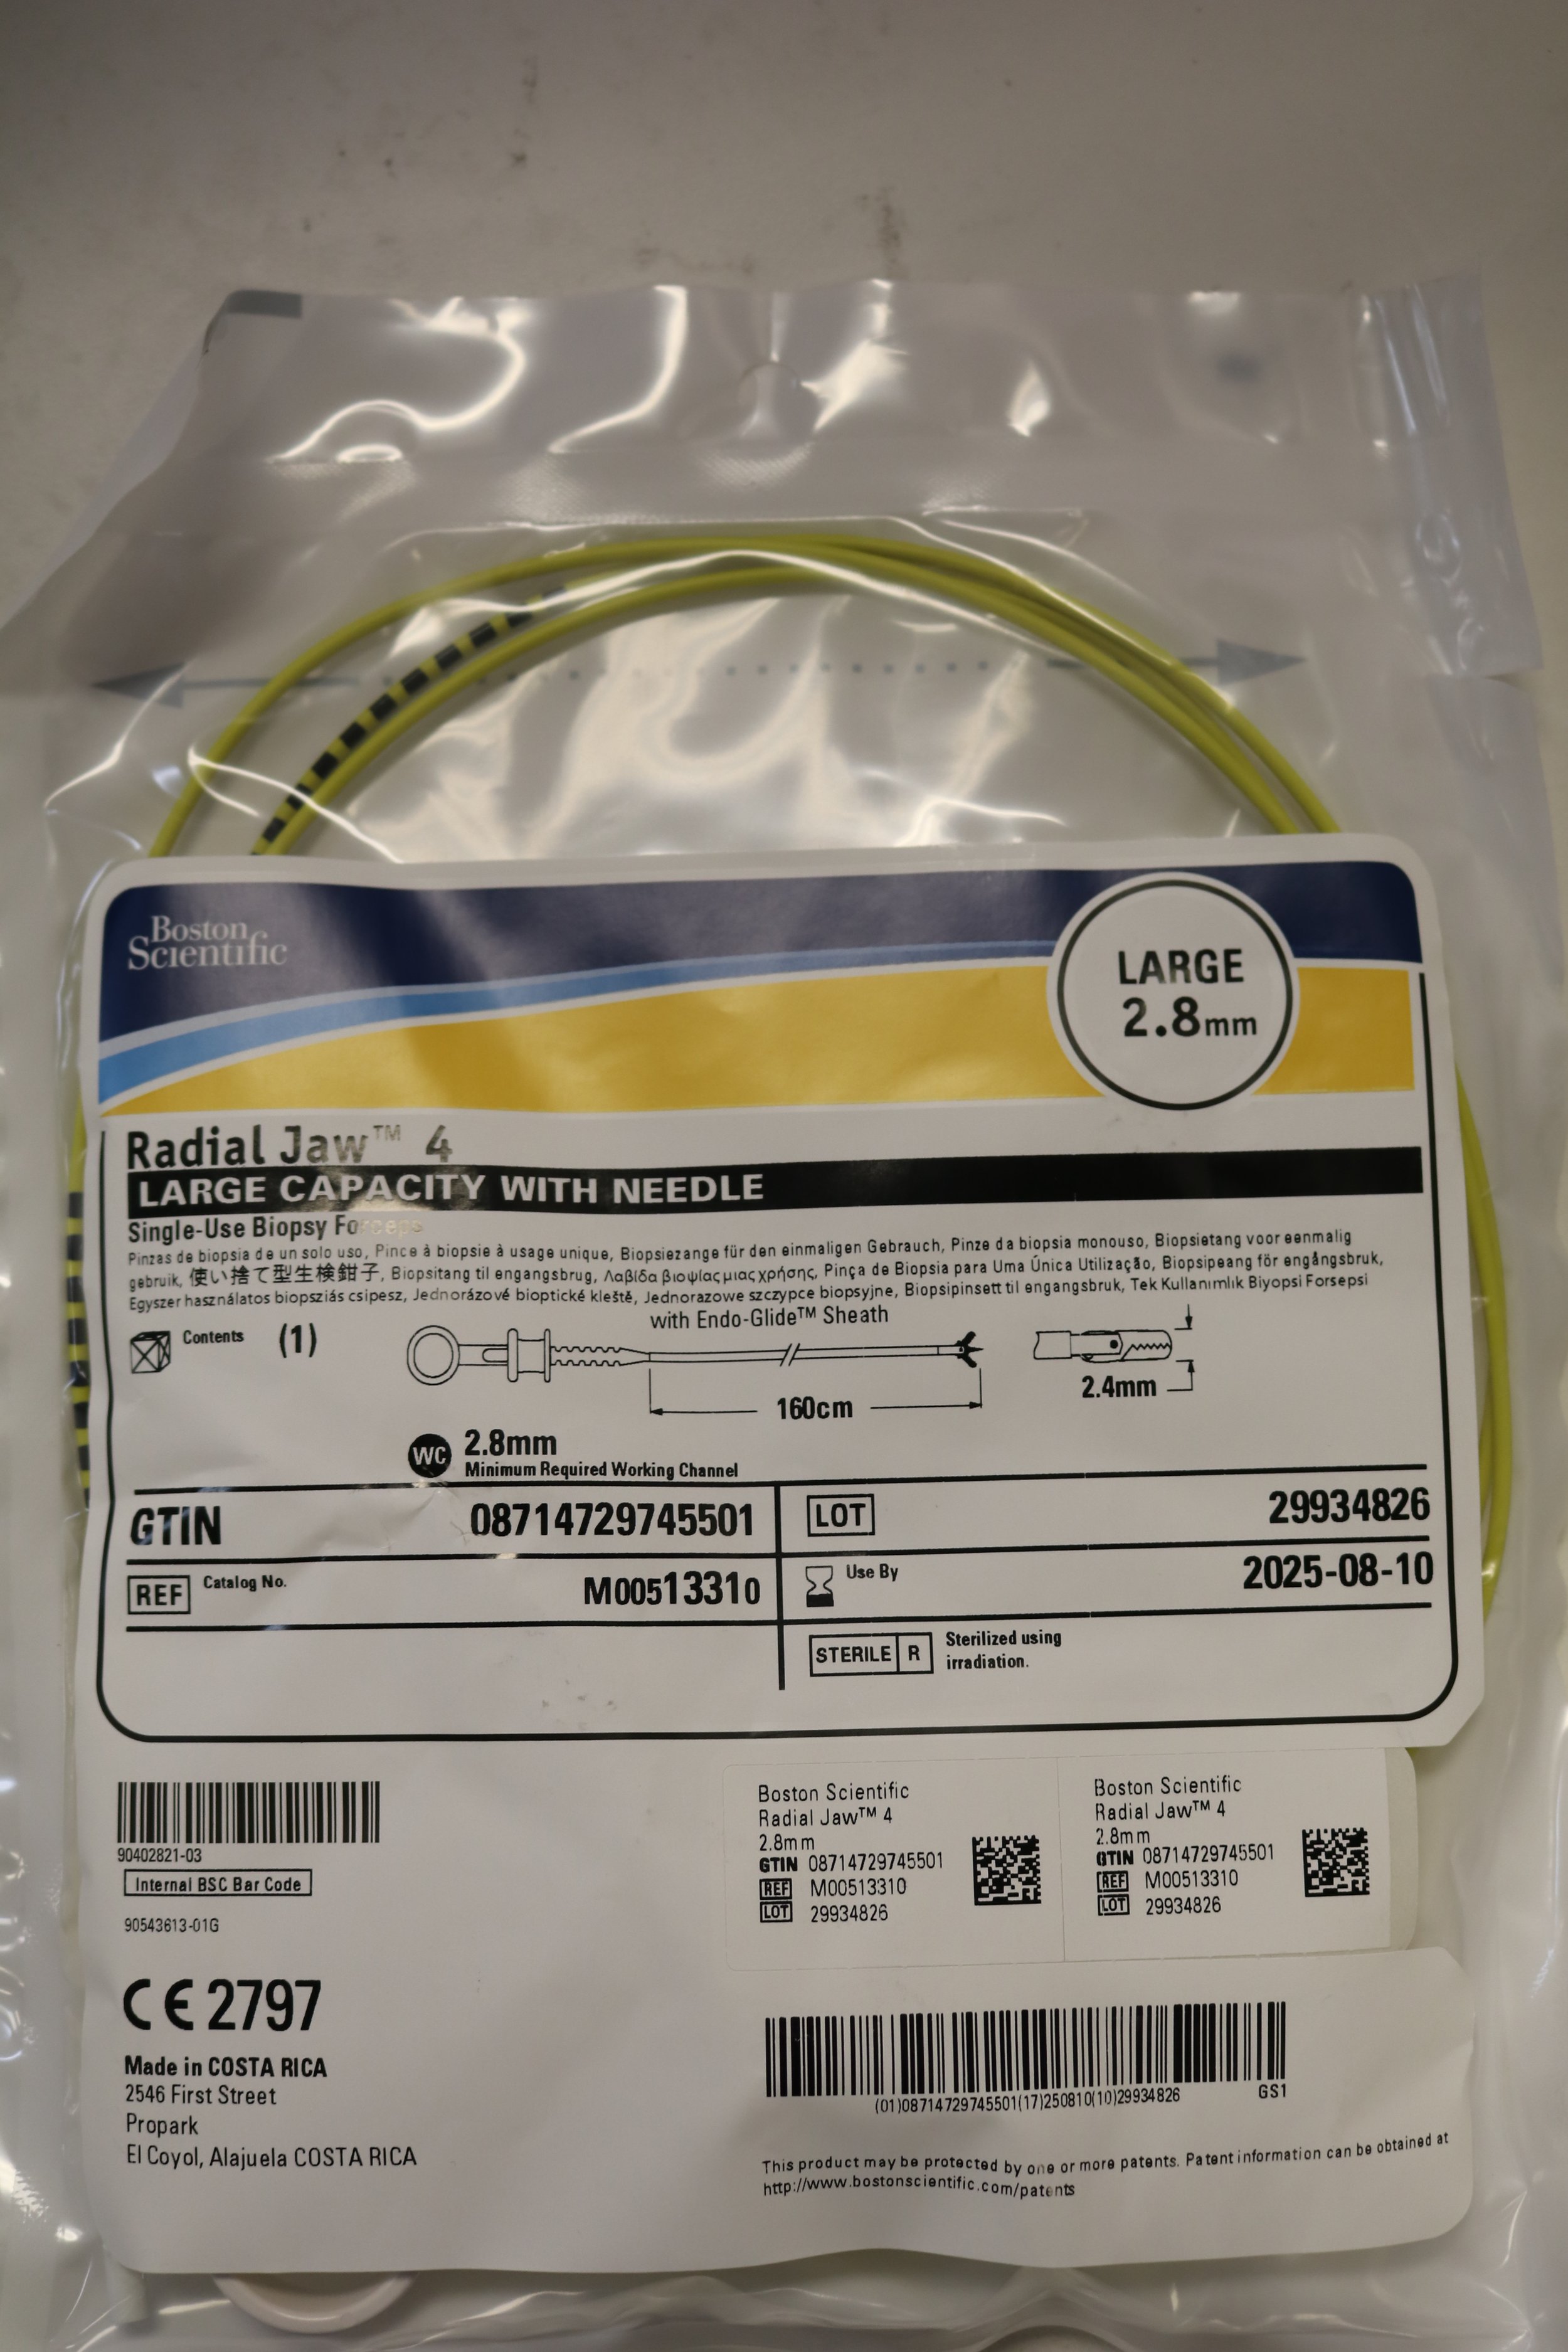 Boston
Scientific
LARGE
2.8mm
Radial Jaw™ 4
LARGE CAPACITY WITH NEEDLE
Single-Use Biopsy Forceps
Pinzas de biopsia de un solo uso, Pince à biopsie à usage unique, Biopsiezange für den einmaligen Gebrauch, Pinze da biopsia monouso, Biopsietang voor eenmalig
gebruik, 使い捨て型生検鉗子, Biopsitang til engangsbrug, Λαβίδα βιοψίας μιας χρήσης, Pinça de Biopsia para Uma Única Utilização, Biopsipeang för engångsbruk,
Egyszer használatos biopsziás csipesz, Jednorázové bioptické kleště, Jednorazowe szczypce biopsyjne, Biopsipinsett til engangsbruk, Tek Kullanımlık Biyopsi Forsepsi
with Endo-Glide™ Sheath
Contents (1)
160cm
2.4mm
WC 2.8mm
Minimum Required Working Channel
GTIN 08714729745501
LOT 29934826
REF Catalog No. M00513310
Use By 2025-08-10
STERILE R Sterilized using
irradiation.
90402821-03
Internal BSC Bar Code
90543613-01G
Boston Scientific
Radial Jaw™ 4
2.8mm
GTIN 08714729745501
REF M00513310
LOT 29934826
Boston Scientific
Radial Jaw™ 4
2.8mm
GTIN 08714729745501
REF M00513310
LOT 29934826
CE 2797
Made in COSTA RICA
2546 First Street
Propark
El Coyol, Alajuela COSTA RICA
(01)08714729745501(17)250810(10)29934826
GS1
This product may be protected by one or more patents. Patent information can be obtained at
http://www.bostonscientific.com/patents